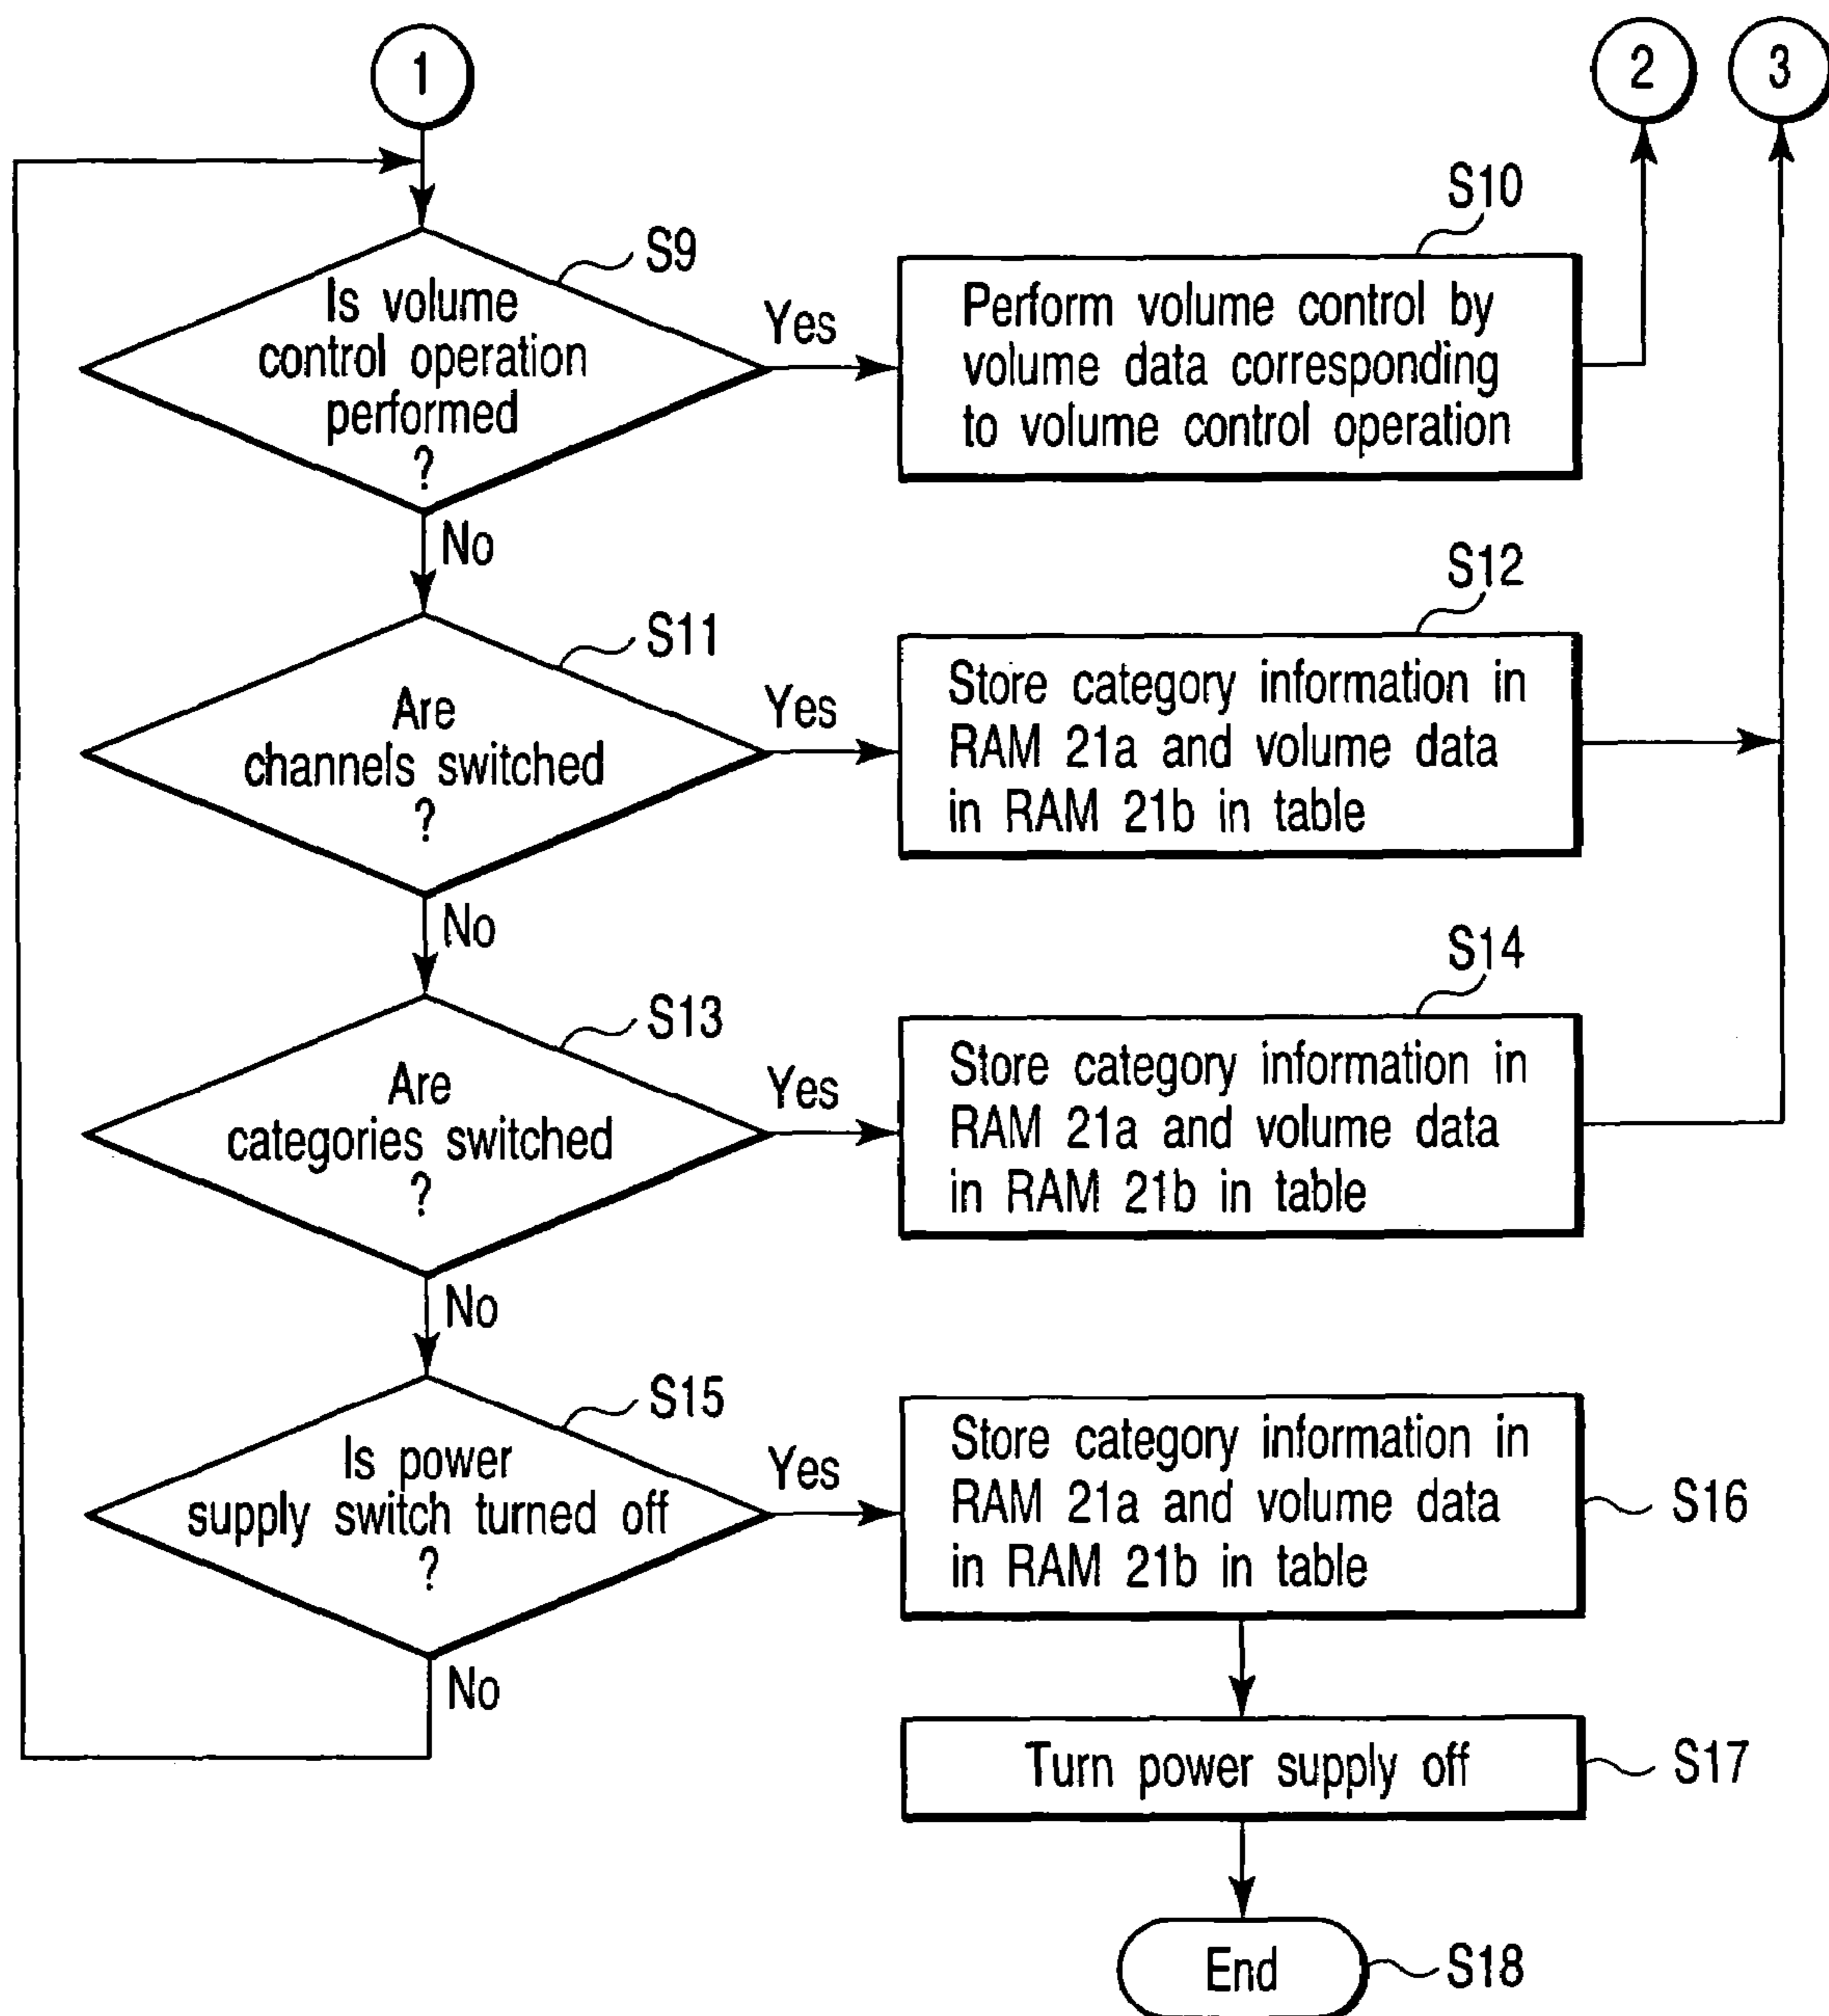 1
2
3
S9
Is volume
control operation
performed
?
Yes
S10
Perform volume control by
volume data corresponding
to volume control operation
No
S11
Are
channels switched
?
Yes
S12
Store category information in
RAM 21a and volume data
in RAM 21b in table
No
S13
Are
categories switched
?
Yes
S14
Store category information in
RAM 21a and volume data
in RAM 21b in table
No
S15
Is power
supply switch turned off
?
Yes
Store category information in
RAM 21a and volume data
in RAM 21b in table
S16
No
Turn power supply off
S17
End
S18